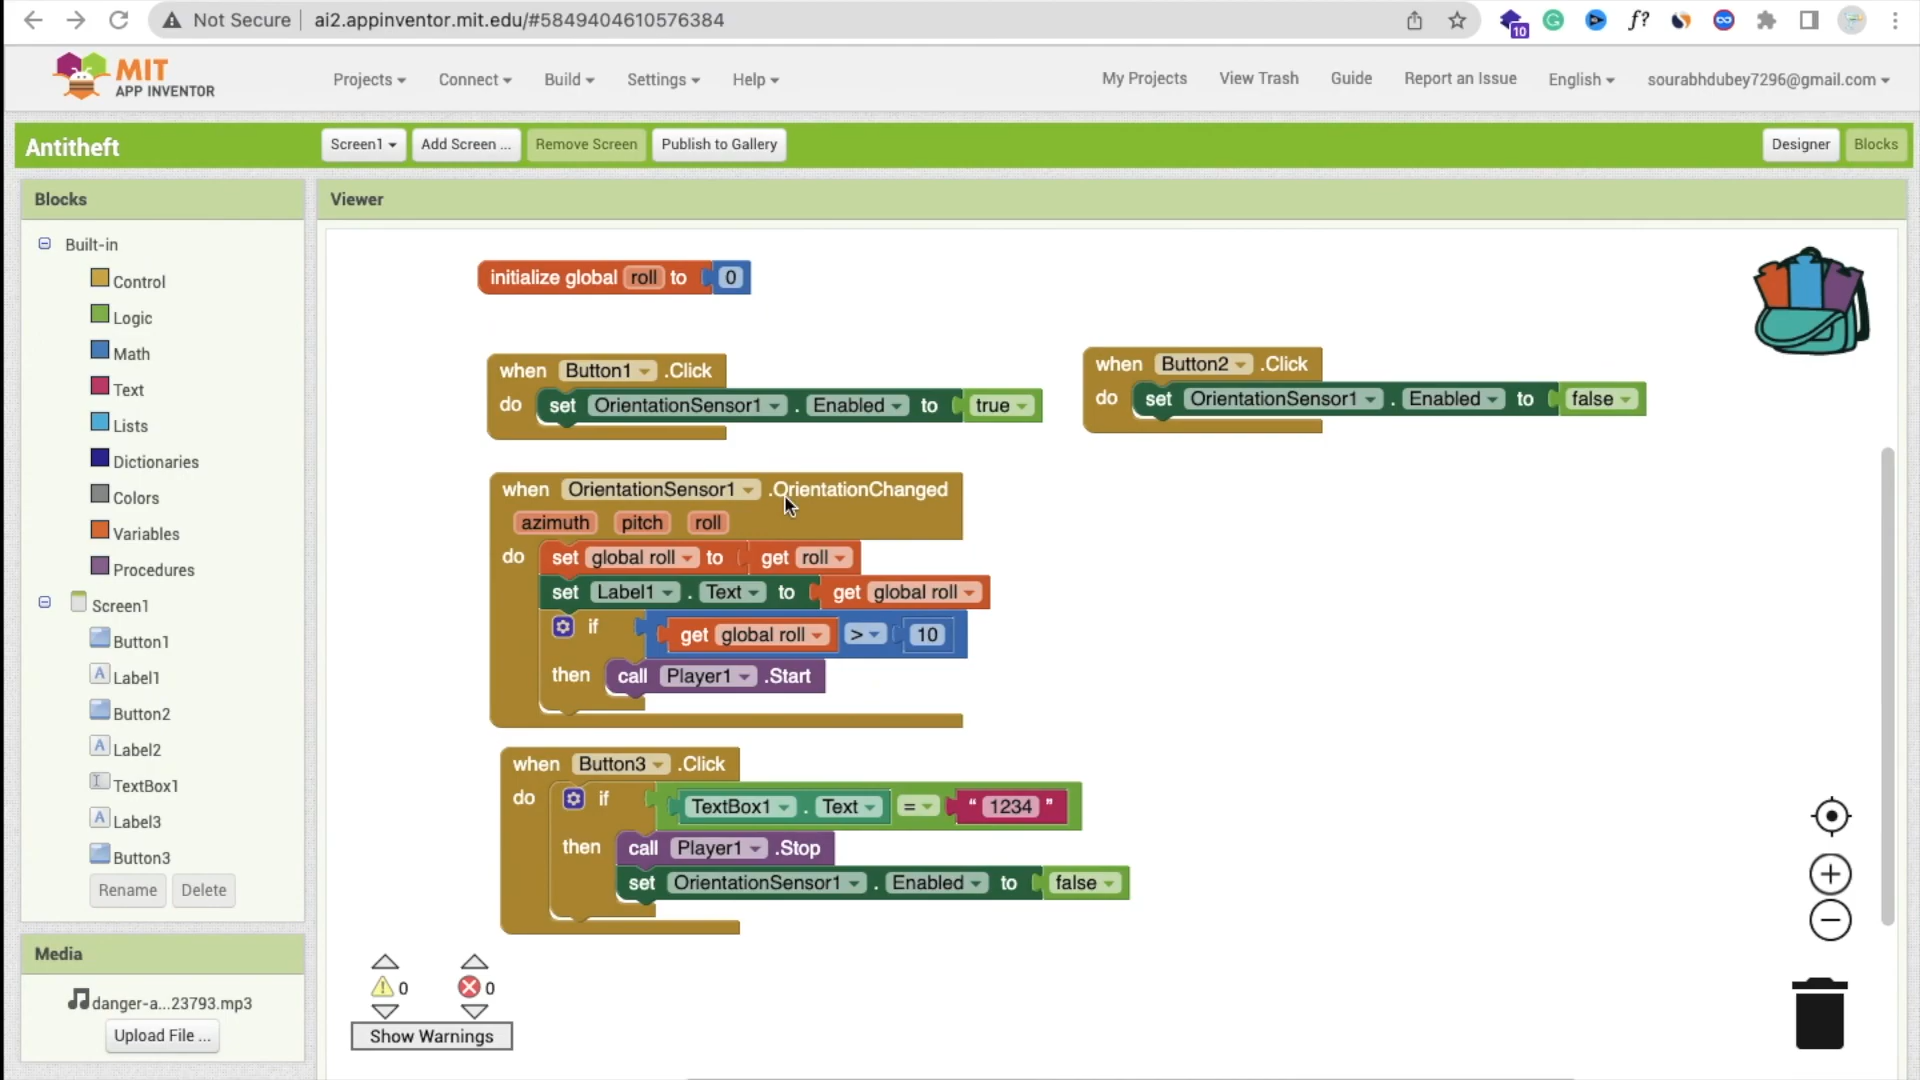 Not Secure | ai2.appinventor.mit.edu/#5849404610576384
10
f?
MIT
APP INVENTOR
Projects Connect Build Settings Help
My Projects View Trash Guide Report an Issue English sourabhdubey7296@gmail.com
Antitheft
Screen1 Add Screen ... Remove Screen Publish to Gallery
Designer Blocks
Blocks
Built-in
Control
Logic
Math
Text
Lists
Dictionaries
Colors
Variables
Procedures
Screen1
Button1
Label1
Button2
Label2
TextBox1
Label3
Button3
Rename Delete
Media
danger-a...23793.mp3
Upload File ...
Viewer
initialize global roll to 0
when Button1 .Click
do set OrientationSensor1 . Enabled to true
when Button2 .Click
do set OrientationSensor1 . Enabled to false
when OrientationSensor1 .OrientationChanged
azimuth pitch roll
do set global roll to get roll
set Label1 . Text to get global roll
if get global roll > 10
then call Player1 .Start
when Button3 .Click
do if TextBox1 . Text = “ 1234 ”
then call Player1 .Stop
set OrientationSensor1 . Enabled to false
0 0
Show Warnings